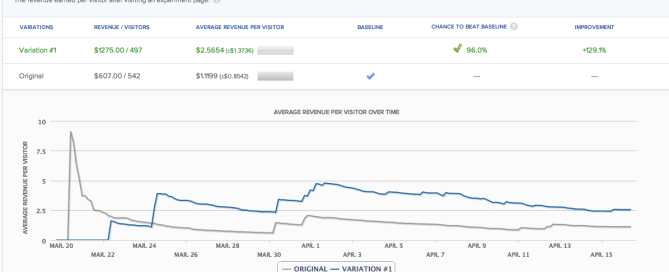 The revenue earned per visitor after visiting an experiment page. ?
VARIATIONS REVENUE / VISITORS AVERAGE REVENUE PER VISITOR BASELINE CHANCE TO BEAT BASELINE ? IMPROVEMENT
Variation #1 $1275.00 / 497 $2.5654 (±$1.3736) 96.0% +129.1%
Original $607.00 / 542 $1.1199 (±$0.8542) — —
AVERAGE REVENUE PER VISITOR OVER TIME
AVERAGE REVENUE PER VISITOR
10
7.5
5
2.5
0
MAR. 20 MAR. 22 MAR. 24 MAR. 26 MAR. 28 MAR. 30 APR. 1 APR. 3 APR. 5 APR. 7 APR. 9 APR. 11 APR. 13 APR. 15
ORIGINAL VARIATION #1